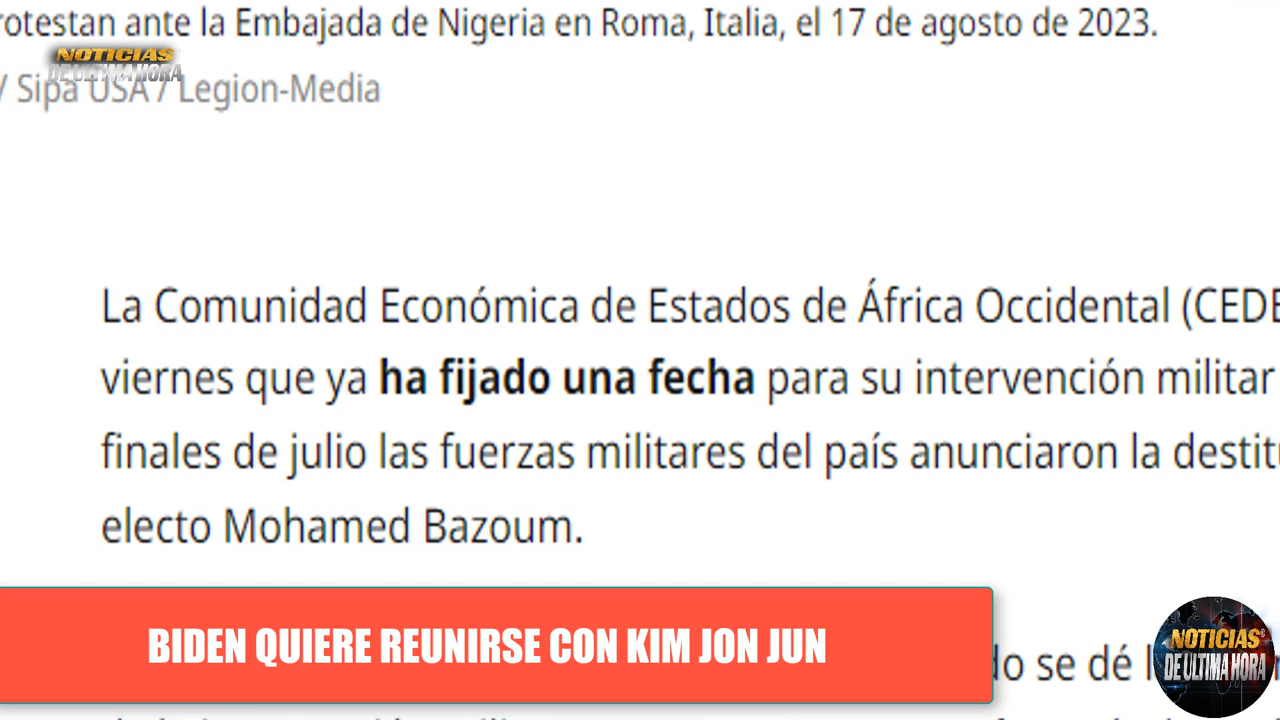 rotestan ante la Embajada de Nigeria en Roma, Italia, el 17 de agosto de 2023.
NOTICIAS
DE ULTIMA HORA
/ Sipa USA / Legion-Media
La Comunidad Económica de Estados de África Occidental (CEDE
viernes que ya ha fijado una fecha para su intervención militar
finales de julio las fuerzas militares del país anunciaron la destitu
electo Mohamed Bazoum.
BIDEN QUIERE REUNIRSE CON KIM JON JUN
do se dé l
NOTICIAS
DE ULTIMA HORA